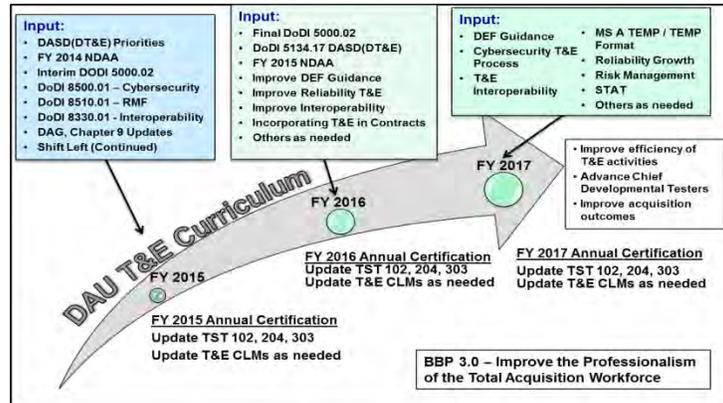 Input:
• DASD(DT&E) Priorities
• FY 2014 NDAA
• Interim DODI 5000.02
• DoDI 8500.01 – Cybersecurity
• DoDI 8510.01 – RMF
• DoDI 8330.01 - Interoperability
• DAG, Chapter 9 Updates
• Shift Left (Continued)
Input:
• Final DoDI 5000.02
• DoDI 5134.17 DASD(DT&E)
• FY 2015 NDAA
• Improve DEF Guidance
• Improve Reliability T&E
• Improve Interoperability
• Incorporating T&E in Contracts
• Others as needed
Input:
• DEF Guidance
• Cybersecurity T&E
Process
• T&E
Interoperability
• MS A TEMP / TEMP
Format
• Reliability Growth
• Risk Management
• STAT
• Others as needed
• Improve efficiency of
T&E activities
• Advance Chief
Developmental Testers
• Improve acquisition
outcomes
DAU T&E Curriculum
FY 2015
FY 2016
FY 2017
FY 2015 Annual Certification
Update TST 102, 204, 303
Update T&E CLMs as needed
FY 2016 Annual Certification
Update TST 102, 204, 303
Update T&E CLMs as needed
FY 2017 Annual Certification
Update TST 102, 204, 303
Update T&E CLMs as needed
BBP 3.0 – Improve the Professionalism
of the Total Acquisition Workforce